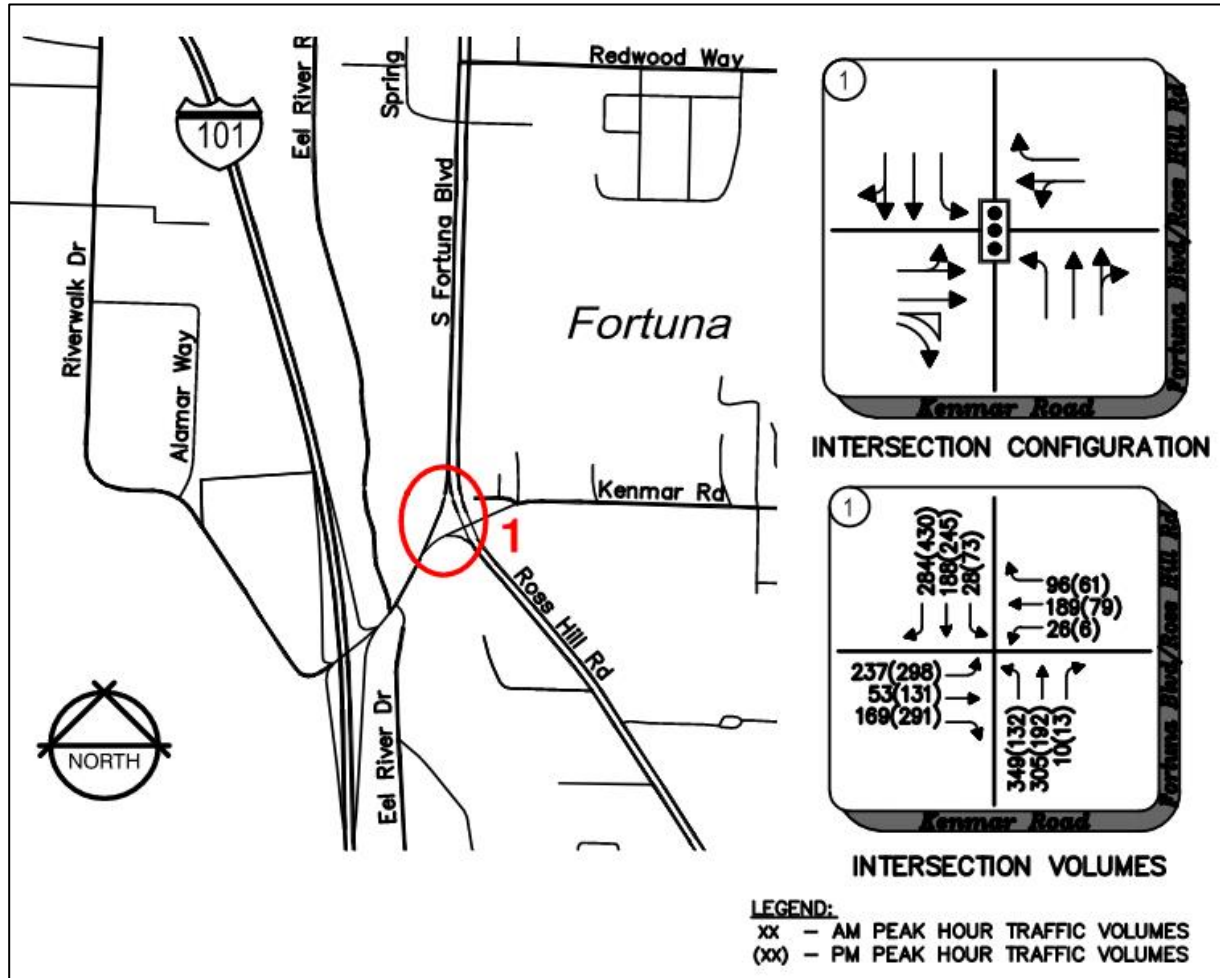 Redwood Way
Spring
Eel River R
101
S Fortuna Blvd
Riverwalk Dr
Alamar Way
Fortuna
Kenmar Rd
1
Ross Hill Rd
Eel River Dr
NORTH
1
Fortuna Blvd/Ross Hill Rd
Kenmar Road
INTERSECTION CONFIGURATION
1
284(430)
188(245)
28(73)
96(61)
189(79)
26(6)
237(298)
53(131)
169(291)
349(132)
305(192)
10(13)
Fortuna Blvd/Ross Hill Rd
Kenmar Road
INTERSECTION VOLUMES
LEGEND:
XX – AM PEAK HOUR TRAFFIC VOLUMES
(XX) – PM PEAK HOUR TRAFFIC VOLUMES